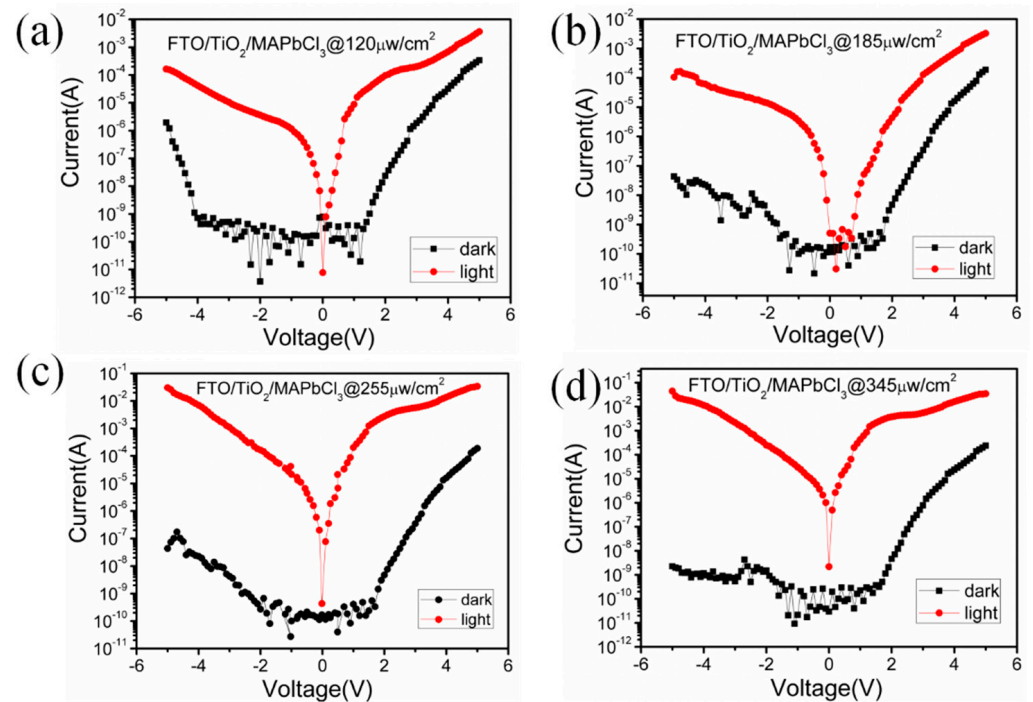 (a)
FTO/TiO₂/MAPbCl₃@120μw/cm²
Current(A)
10⁻²
10⁻³
10⁻⁴
10⁻⁵
10⁻⁶
10⁻⁷
10⁻⁸
10⁻⁹
10⁻¹⁰
10⁻¹¹
10⁻¹²
dark
light
-6 -4 -2 0 2 4 6
Voltage(V)
(b)
FTO/TiO₂/MAPbCl₃@185μw/cm²
Current(A)
10⁻²
10⁻³
10⁻⁴
10⁻⁵
10⁻⁶
10⁻⁷
10⁻⁸
10⁻⁹
10⁻¹⁰
10⁻¹¹
dark
light
-6 -4 -2 0 2 4 6
Voltage(V)
(c)
FTO/TiO₂/MAPbCl₃@255μw/cm²
Current(A)
10⁻¹
10⁻²
10⁻³
10⁻⁴
10⁻⁵
10⁻⁶
10⁻⁷
10⁻⁸
10⁻⁹
10⁻¹⁰
10⁻¹¹
dark
light
-6 -4 -2 0 2 4 6
Voltage(V)
(d)
FTO/TiO₂/MAPbCl₃@345μw/cm²
Current(A)
10⁻¹
10⁻²
10⁻³
10⁻⁴
10⁻⁵
10⁻⁶
10⁻⁷
10⁻⁸
10⁻⁹
10⁻¹⁰
10⁻¹¹
10⁻¹²
dark
light
-6 -4 -2 0 2 4 6
Voltage(V)